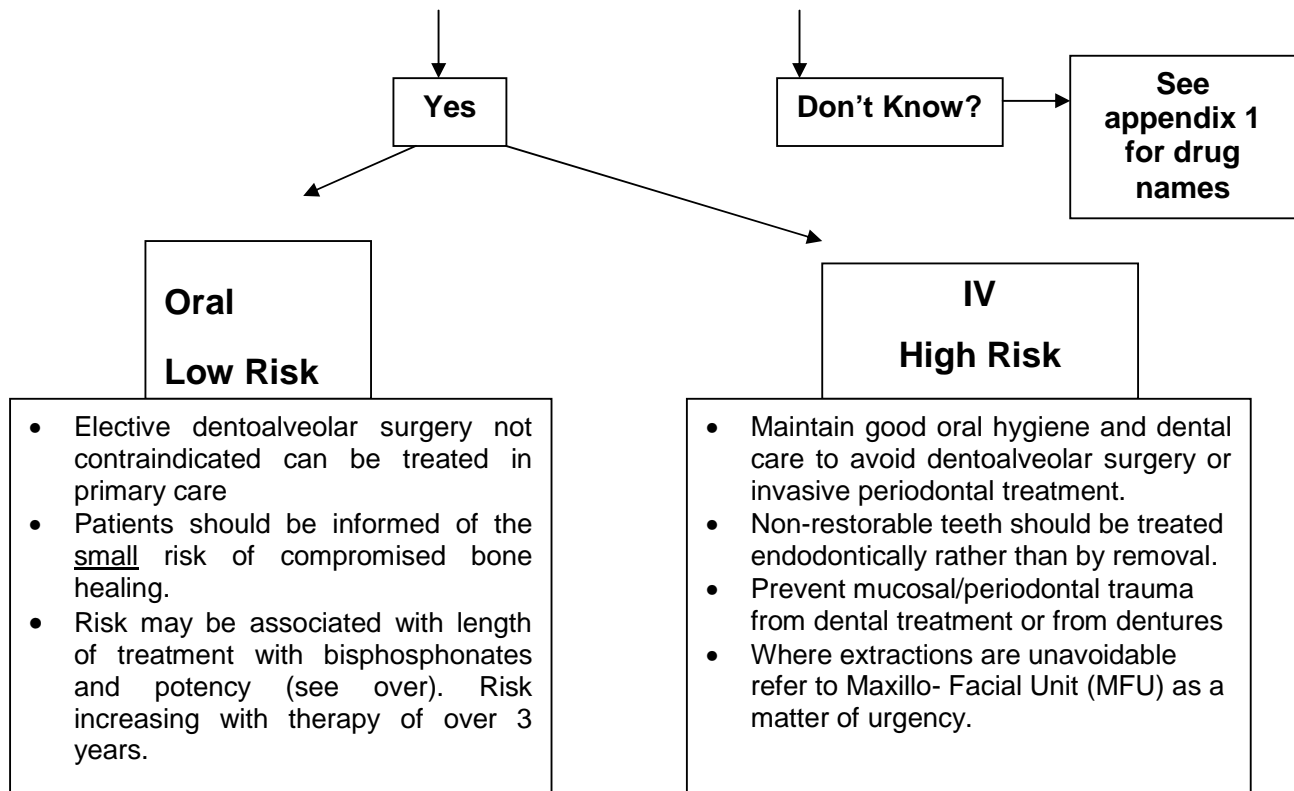 Yes
Don't Know?
See
appendix 1
for drug
names
Oral
Low Risk
• Elective dentoalveolar surgery not
contraindicated can be treated in
primary care
• Patients should be informed of the
small risk of compromised bone
healing.
• Risk may be associated with length
of treatment with bisphosphonates
and potency (see over). Risk
increasing with therapy of over 3
years.
IV
High Risk
• Maintain good oral hygiene and dental
care to avoid dentoalveolar surgery or
invasive periodontal treatment.
• Non-restorable teeth should be treated
endodontically rather than by removal.
• Prevent mucosal/periodontal trauma
from dental treatment or from dentures
• Where extractions are unavoidable
refer to Maxillo- Facial Unit (MFU) as a
matter of urgency.